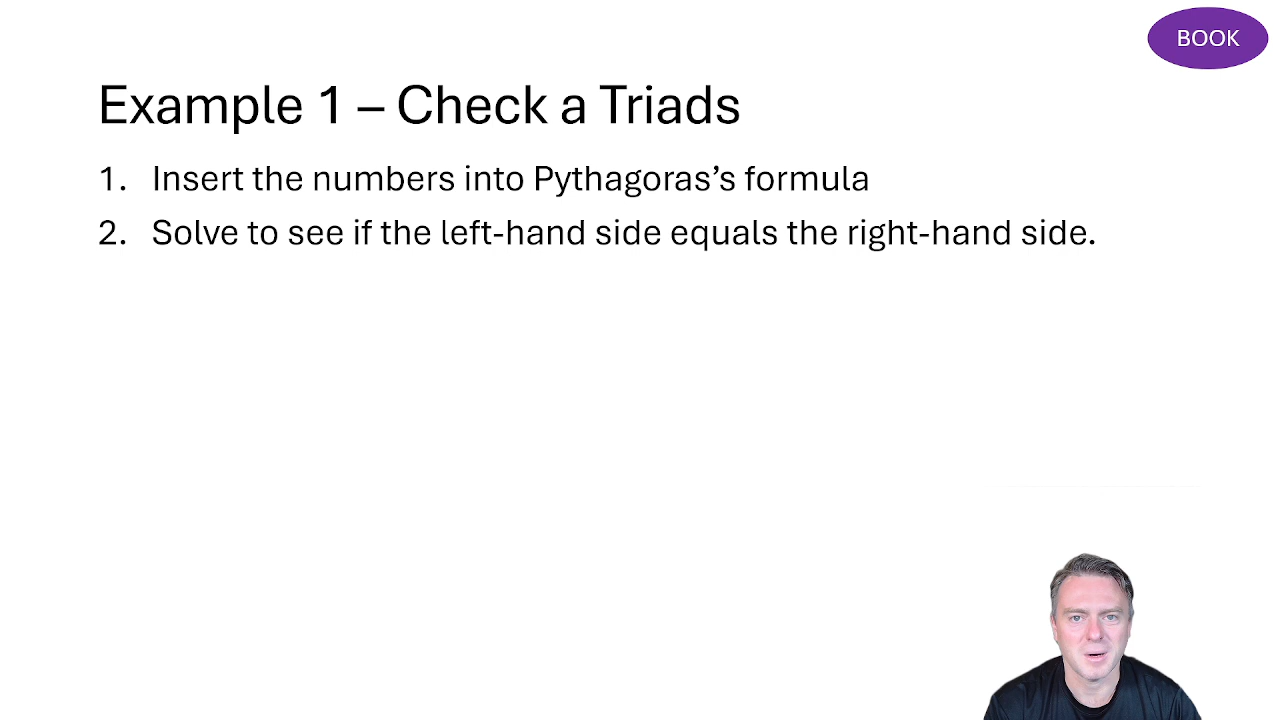 BOOK
Example 1 – Check a Triads
1. Insert the numbers into Pythagoras’s formula
2. Solve to see if the left-hand side equals the right-hand side.